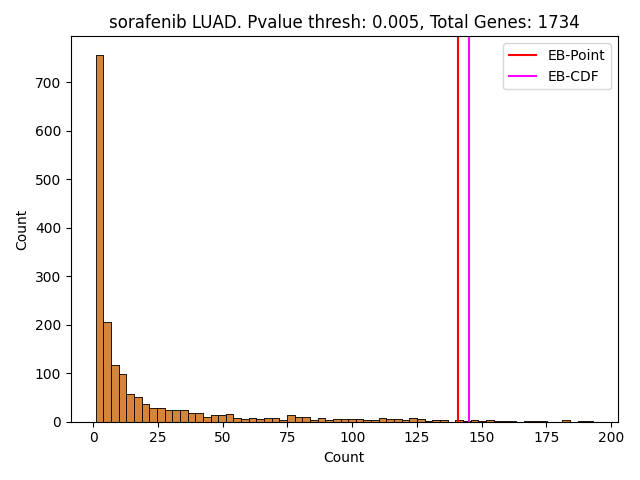 sorafenib LUAD. Pvalue thresh: 0.005, Total Genes: 1734
EB-Point
EB-CDF
Count
700
600
500
400
300
200
100
0
0 25 50 75 100 125 150 175 200
Count